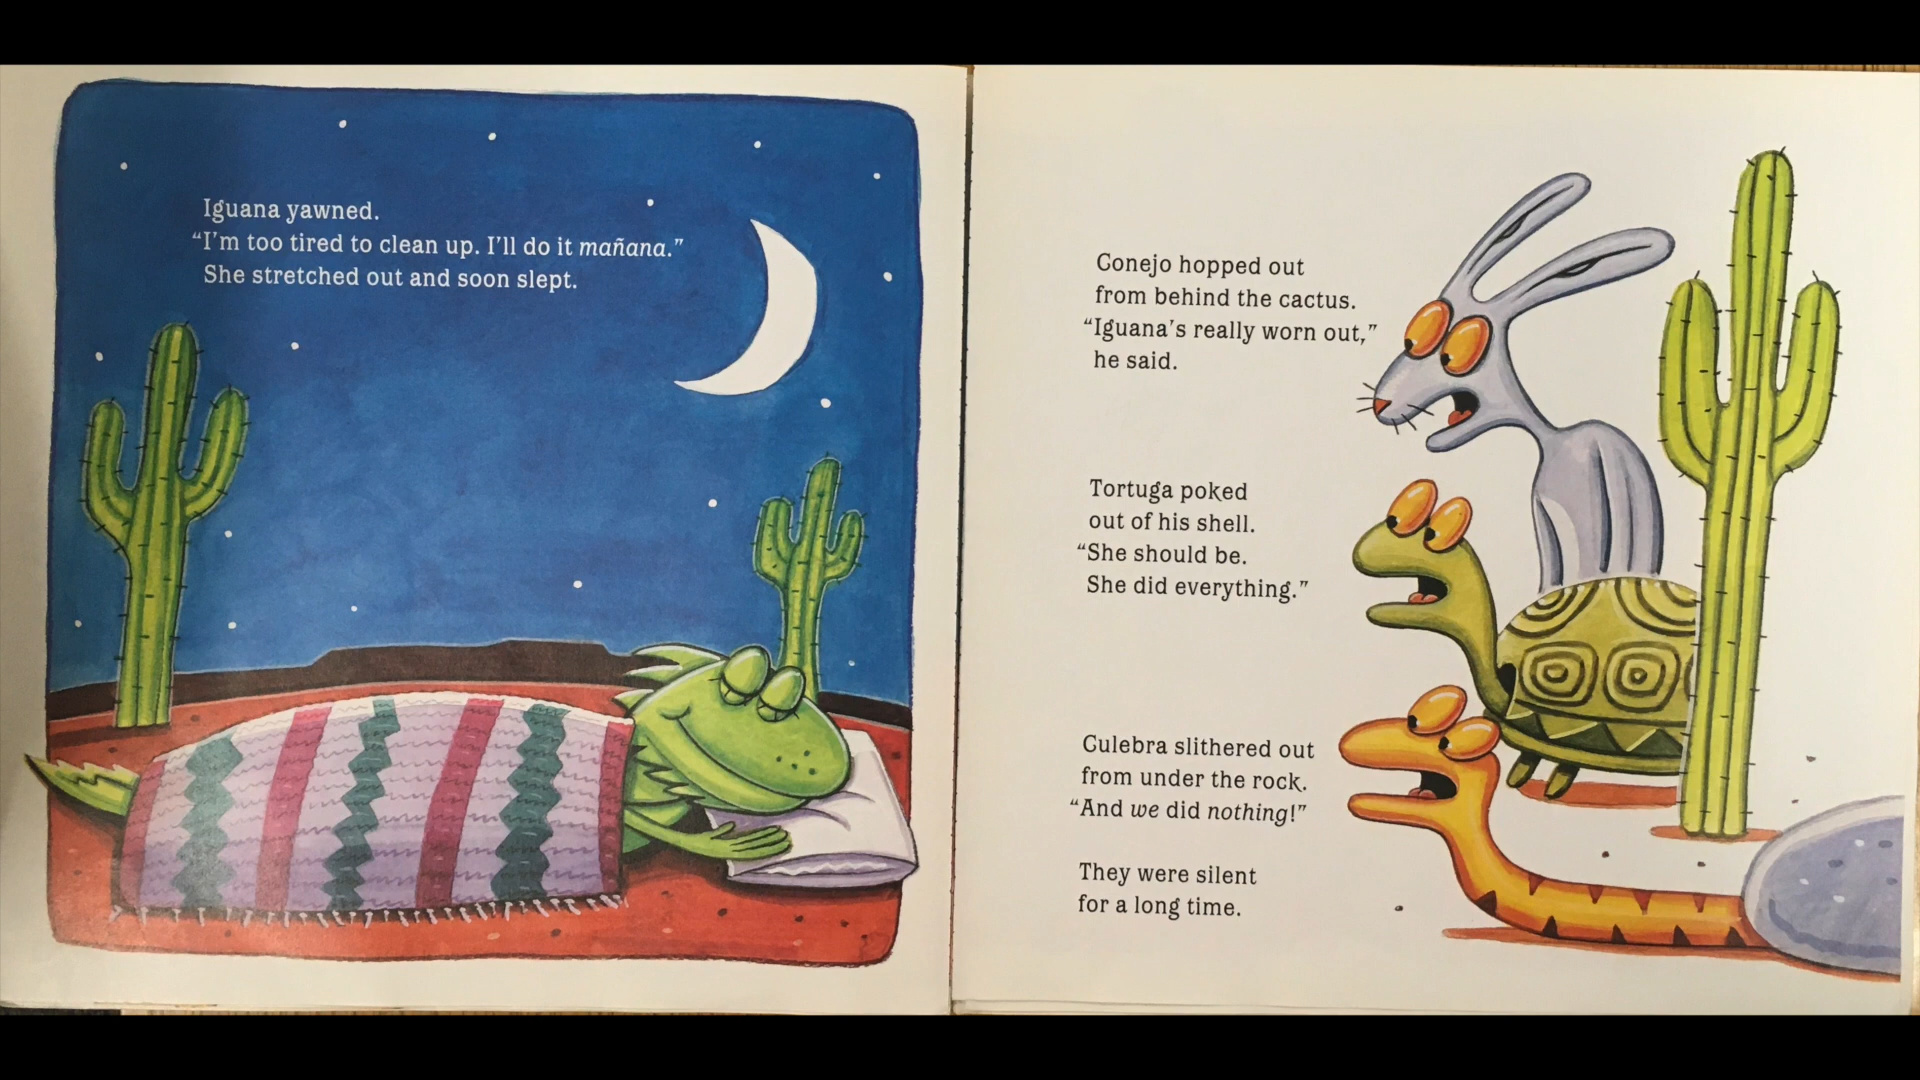 Iguana yawned.
“I’m too tired to clean up. I’ll do it mañana.”
She stretched out and soon slept.
Conejo hopped out
from behind the cactus.
“Iguana’s really worn out,”
he said.
Tortuga poked
out of his shell.
“She should be.
She did everything.”
Culebra slithered out
from under the rock.
“And we did nothing!”
They were silent
for a long time.